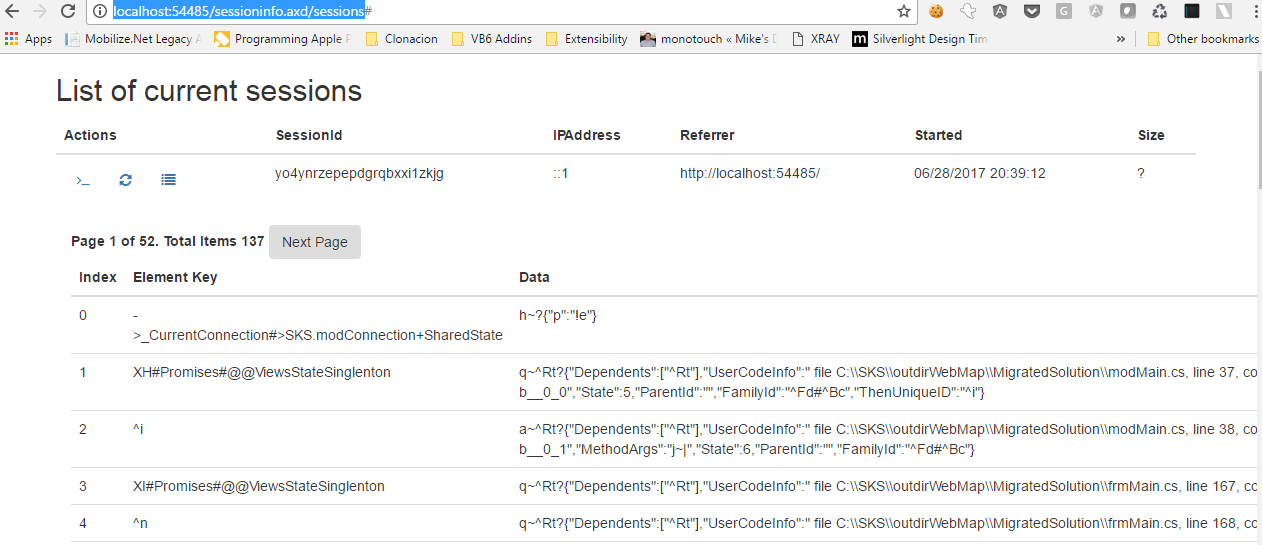 localhost:54485/sessioninfo.axd/sessions#
Apps Mobilize.Net Legacy Programming Apple Clonacion VB6 Addins Extensibility monotouch « Mike's XRAY Silverlight Design Tim » Other bookmarks
List of current sessions
Actions SessionId IPAddress Referrer Started Size
>_ yo4ynrzepepdgrqbxxi1zkjg ::1 http://localhost:54485/ 06/28/2017 20:39:12 ?
Page 1 of 52. Total Items 137 Next Page
Index Element Key Data
0 - h~?{"p":"!e"}
>_CurrentConnection#>SKS.modConnection+SharedState
1 XH#Promises#@@ViewsStateSinglenton q~^Rt?{"Dependents":["^Rt"],"UserCodeInfo":" file C:\\SKS\\outdirWebMap\\MigratedSolution\\modMain.cs, line 37, co
b__0_0","State":5,"ParentId":"","FamilyId":"^Fd#^Bc","ThenUniqueID":"^i"}
2 ^i a~^Rt?{"Dependents":["^Rt"],"UserCodeInfo":" file C:\\SKS\\outdirWebMap\\MigratedSolution\\modMain.cs, line 38, co
b__0_1","MethodArgs":"j~|","State":6,"ParentId":"","FamilyId":"^Fd#^Bc"}
3 XI#Promises#@@ViewsStateSinglenton q~^Rt?{"Dependents":["^Rt"],"UserCodeInfo":" file C:\\SKS\\outdirWebMap\\MigratedSolution\\frmMain.cs, line 167, co
4 ^n q~^Rt?{"Dependents":["^Rt"],"UserCodeInfo":" file C:\\SKS\\outdirWebMap\\MigratedSolution\\frmMain.cs, line 168, co